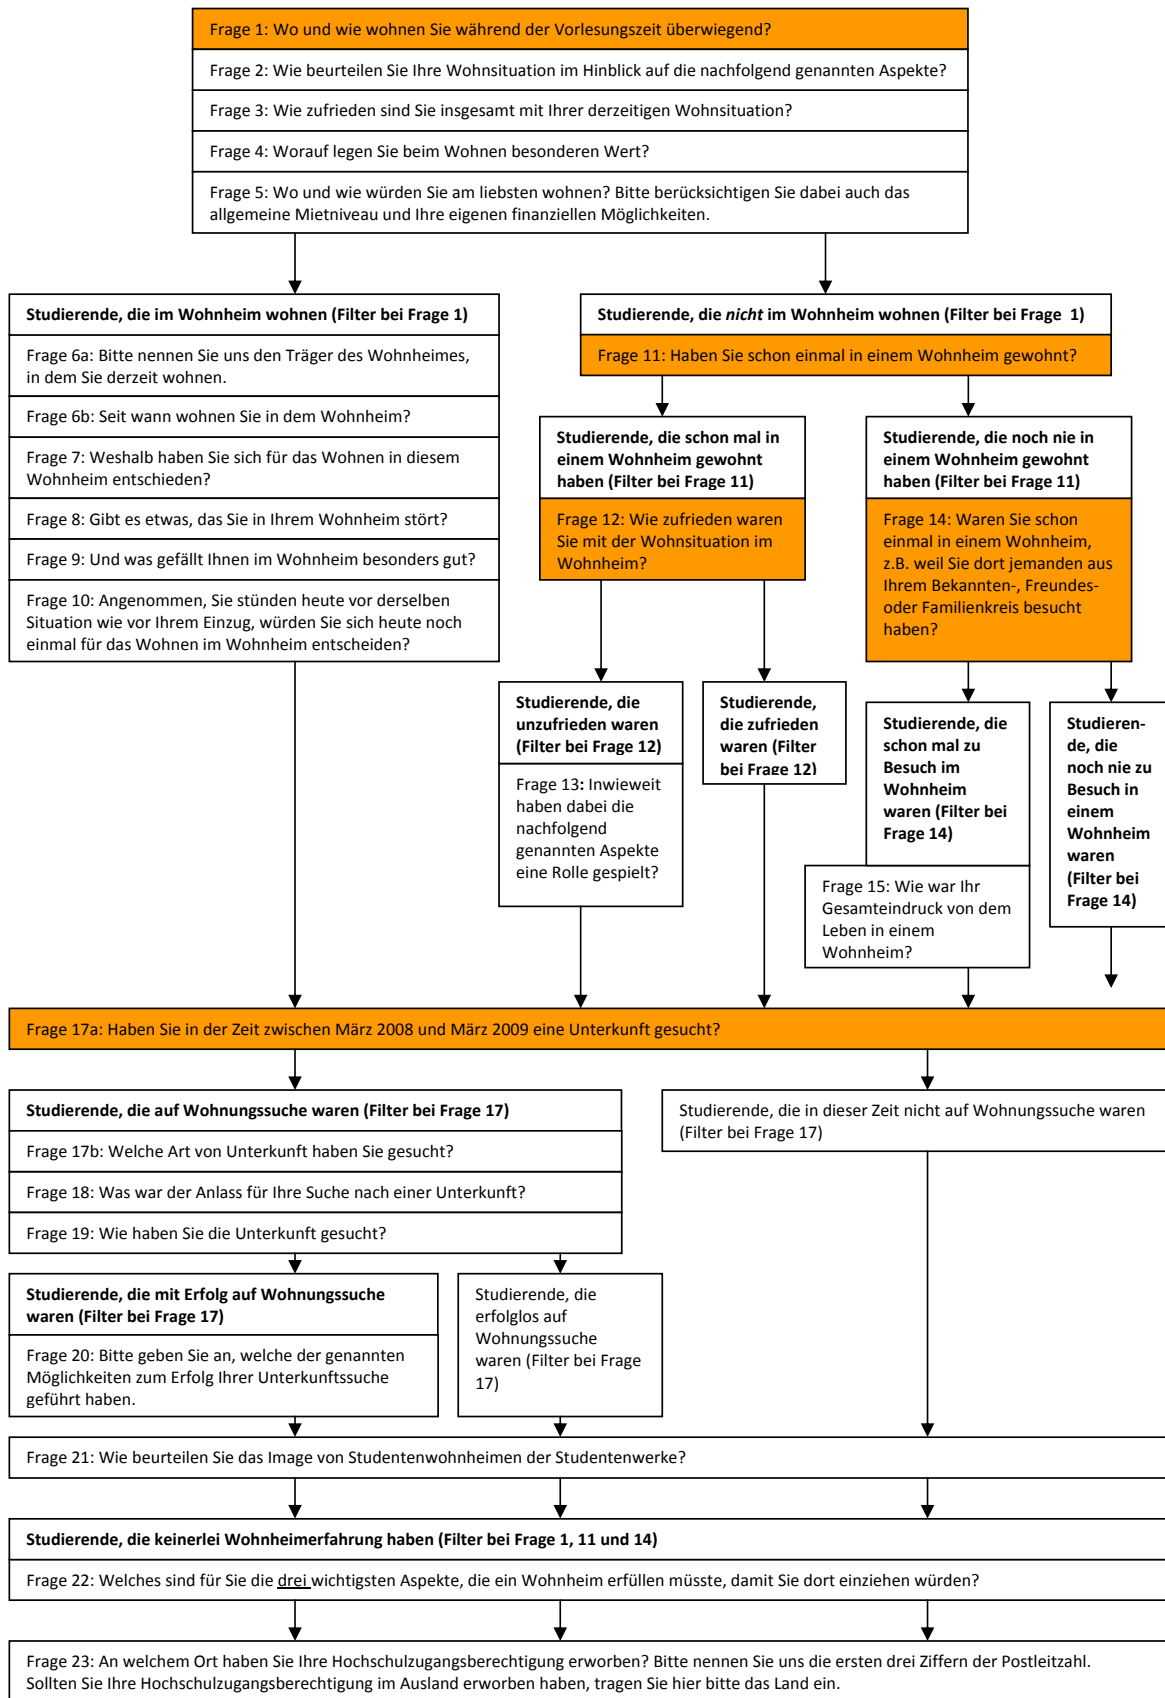 Frage 1: Wo und wie wohnen Sie während der Vorlesungszeit überwiegend?
Frage 2: Wie beurteilen Sie Ihre Wohnsituation im Hinblick auf die nachfolgend genannten Aspekte?
Frage 3: Wie zufrieden sind Sie insgesamt mit Ihrer derzeitigen Wohnsituation?
Frage 4: Worauf legen Sie beim Wohnen besonderen Wert?
Frage 5: Wo und wie würden Sie am liebsten wohnen? Bitte berücksichtigen Sie dabei auch das
allgemeine Mietniveau und Ihre eigenen finanziellen Möglichkeiten.
Studierende, die im Wohnheim wohnen (Filter bei Frage 1)
Frage 6a: Bitte nennen Sie uns den Träger des Wohnheimes,
in dem Sie derzeit wohnen.
Frage 6b: Seit wann wohnen Sie in dem Wohnheim?
Frage 7: Weshalb haben Sie sich für das Wohnen in diesem
Wohnheim entschieden?
Frage 8: Gibt es etwas, das Sie in Ihrem Wohnheim stört?
Frage 9: Und was gefällt Ihnen im Wohnheim besonders gut?
Frage 10: Angenommen, Sie stünden heute vor derselben
Situation wie vor Ihrem Einzug, würden Sie sich heute noch
einmal für das Wohnen im Wohnheim entscheiden?
Studierende, die nicht im Wohnheim wohnen (Filter bei Frage 1)
Frage 11: Haben Sie schon einmal in einem Wohnheim gewohnt?
Studierende, die schon mal in
einem Wohnheim gewohnt
haben (Filter bei Frage 11)
Frage 12: Wie zufrieden waren
Sie mit der Wohnsituation im
Wohnheim?
Studierende, die noch nie in
einem Wohnheim gewohnt
haben (Filter bei Frage 11)
Frage 14: Waren Sie schon
einmal in einem Wohnheim,
z.B. weil Sie dort jemanden aus
Ihrem Bekannten-, Freundes-
oder Familienkreis besucht
haben?
Studierende, die
unzufrieden waren
(Filter bei Frage 12)
Frage 13: Inwieweit
haben dabei die
nachfolgend
genannten Aspekte
eine Rolle gespielt?
Studierende,
die zufrieden
waren (Filter
bei Frage 12)
Studierende, die
schon mal zu
Besuch im
Wohnheim
waren (Filter bei
Frage 14)
Frage 15: Wie war Ihr
Gesamteindruck von dem
Leben in einem
Wohnheim?
Studieren-
de, die
noch nie zu
Besuch in
einem
Wohnheim
waren
(Filter bei
Frage 14)
Frage 17a: Haben Sie in der Zeit zwischen März 2008 und März 2009 eine Unterkunft gesucht?
Studierende, die auf Wohnungssuche waren (Filter bei Frage 17)
Frage 17b: Welche Art von Unterkunft haben Sie gesucht?
Frage 18: Was war der Anlass für Ihre Suche nach einer Unterkunft?
Frage 19: Wie haben Sie die Unterkunft gesucht?
Studierende, die in dieser Zeit nicht auf Wohnungssuche waren
(Filter bei Frage 17)
Studierende, die mit Erfolg auf Wohnungssuche
waren (Filter bei Frage 17)
Frage 20: Bitte geben Sie an, welche der genannten
Möglichkeiten zum Erfolg Ihrer Unterkunftssuche
geführt haben.
Studierende, die
erfolglos auf
Wohnungssuche
waren (Filter bei Frage
17)
Frage 21: Wie beurteilen Sie das Image von Studentenwohnheimen der Studentenwerke?
Studierende, die keinerlei Wohnheimerfahrung haben (Filter bei Frage 1, 11 und 14)
Frage 22: Welches sind für Sie die drei wichtigsten Aspekte, die ein Wohnheim erfüllen müsste, damit Sie dort einziehen würden?
Frage 23: An welchem Ort haben Sie Ihre Hochschulzugangsberechtigung erworben? Bitte nennen Sie uns die ersten drei Ziffern der Postleitzahl.
Sollten Sie Ihre Hochschulzugangsberechtigung im Ausland erworben haben, tragen Sie hier bitte das Land ein.